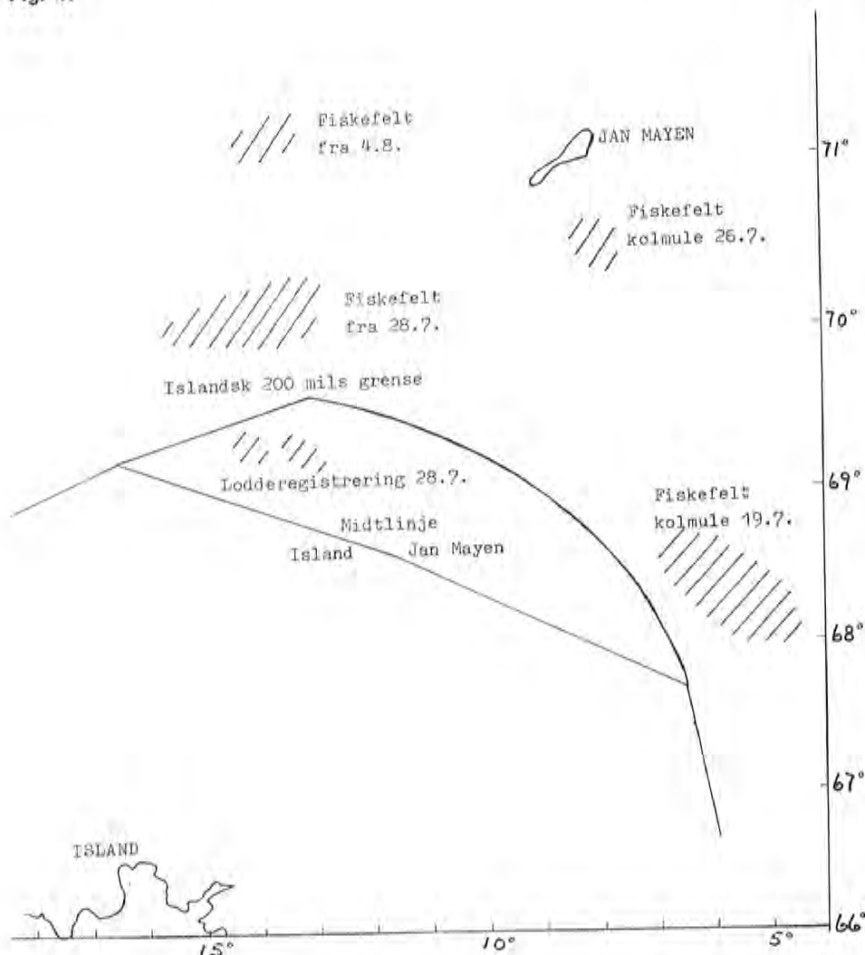 Fiskefelt
fra 4.8.
JAN MAYEN
71°
Fiskefelt
kolmule 26.7.
Fiskefelt
fra 28.7.
70°
Islandsk 200 mils grense
Lodderegistrering 28.7.
69°
Fiskefelt
kolmule 19.7.
Midtlinje
Island Jan Mayen
68°
67°
ISLAND
66°
15° 10° 5°